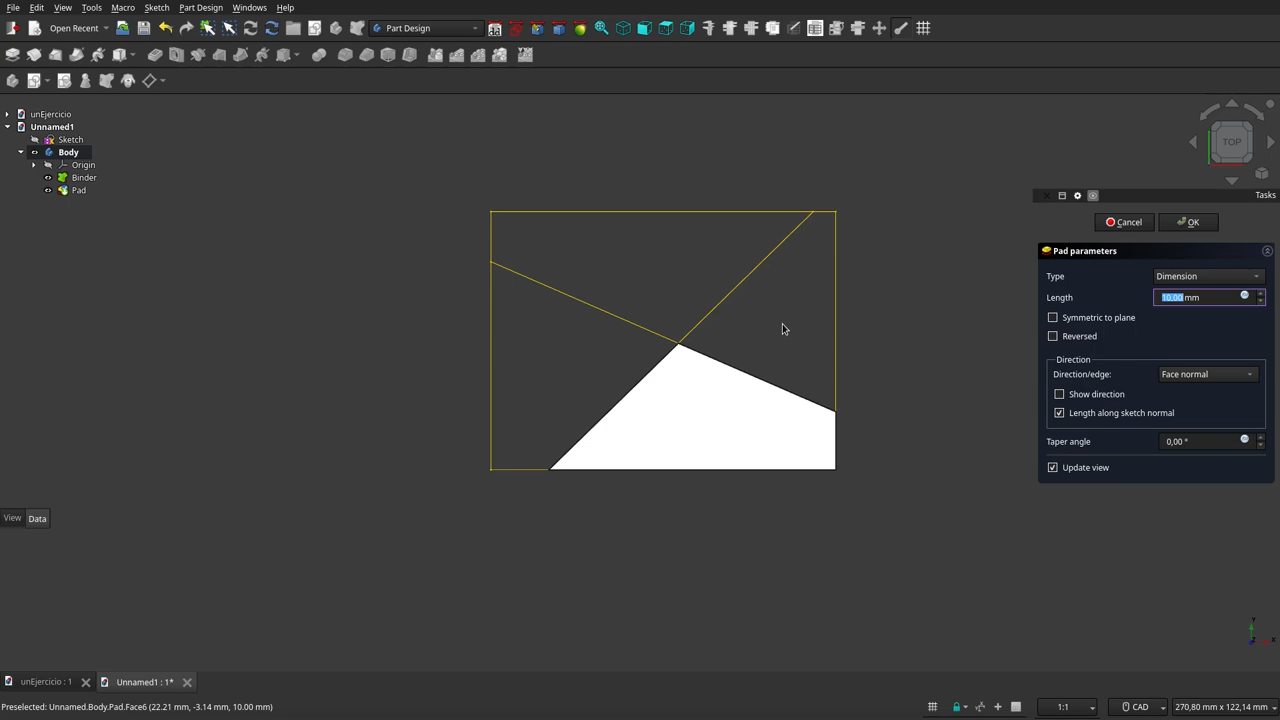 File Edit View Tools Macro Sketch Part Design Windows Help
Open Recent Part Design
unEjercicio
Unnamed1
Sketch
Body
Origin
Binder
Pad
TOP
Tasks
Cancel OK
Pad parameters
Type Dimension
Length 10.00 mm
Symmetric to plane
Reversed
Direction
Direction/edge: Face normal
Show direction
Length along sketch normal
Taper angle 0,00 °
Update view
View Data
unEjercicio : 1 Unnamed1 : 1*
Preselected: Unnamed.Body.Pad.Face6 (22.21 mm, -3.14 mm, 10.00 mm) 1:1 CAD 270,80 mm x 122,14 mm